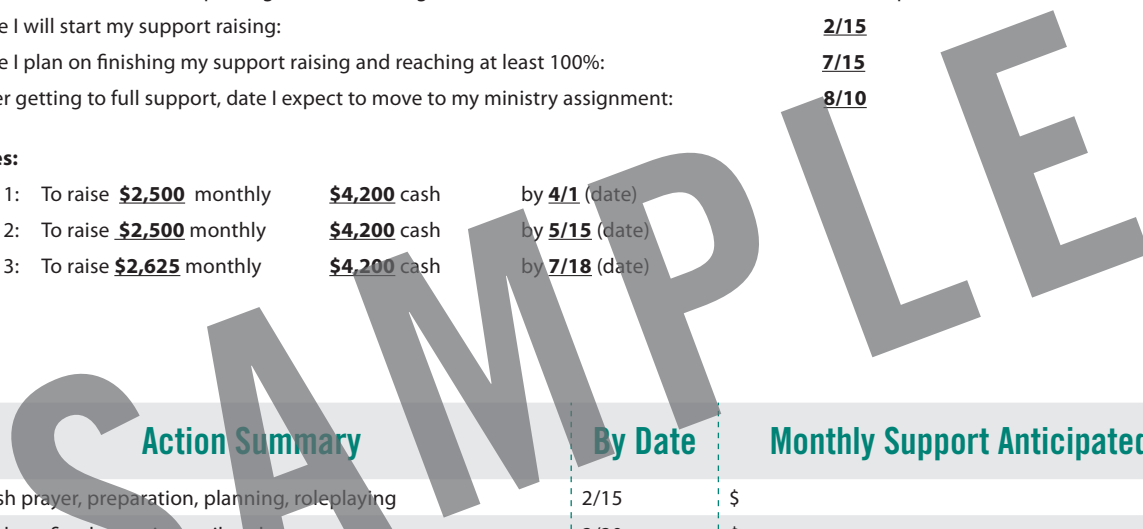 e I will start my support raising: 2/15
e I plan on finishing my support raising and reaching at least 100%: 7/15
er getting to full support, date I expect to move to my ministry assignment: 8/10
es:
1: To raise $2,500 monthly $4,200 cash by 4/1 (date)
2: To raise $2,500 monthly $4,200 cash by 5/15 (date)
3: To raise $2,625 monthly $4,200 cash by 7/18 (date)
SAMPLE
Action Summary By Date Monthly Support Anticipated
sh prayer, preparation, planning, roleplaying 2/15 $